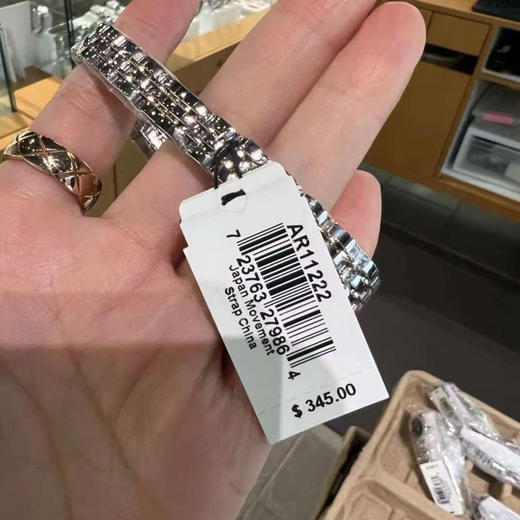 AR11222
7 23763 27986 4
Japan Movement
Strap China
$ 345.00